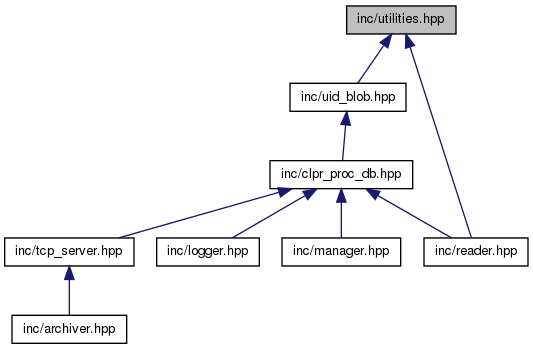 inc/utilities.hpp
inc/uid_blob.hpp
inc/clpr_proc_db.hpp
inc/tcp_server.hpp
inc/logger.hpp
inc/manager.hpp
inc/reader.hpp
inc/archiver.hpp